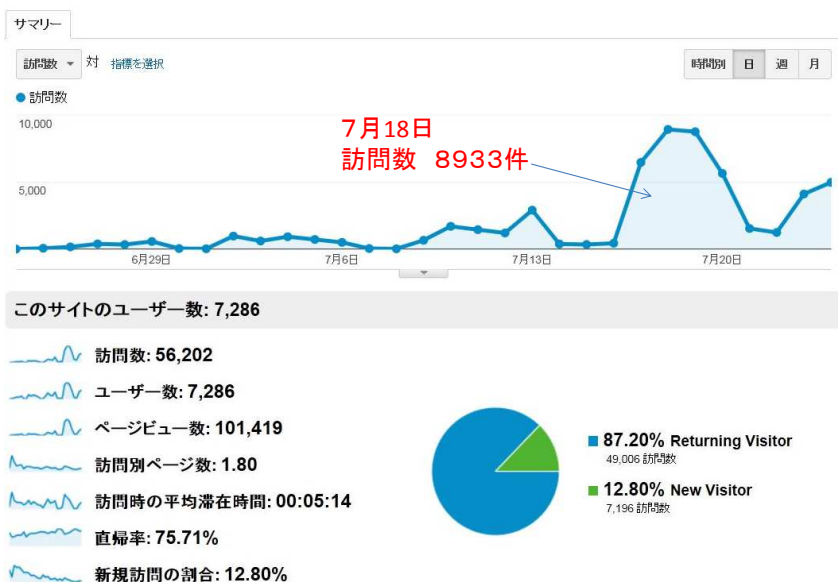 サマリー
訪問数 対 指標を選択 時間別 日 週 月
訪問数
10,000
7月18日
訪問数 8933件
5,000
6月29日 7月6日 7月13日 7月20日
このサイトのユーザー数: 7,286
訪問数: 56,202
ユーザー数: 7,286
ページビュー数: 101,419
訪問別ページ数: 1.80
訪問時の平均滞在時間: 00:05:14
直帰率: 75.71%
新規訪問の割合: 12.80%
87.20% Returning Visitor
49,006 訪問数
12.80% New Visitor
7,196 訪問数